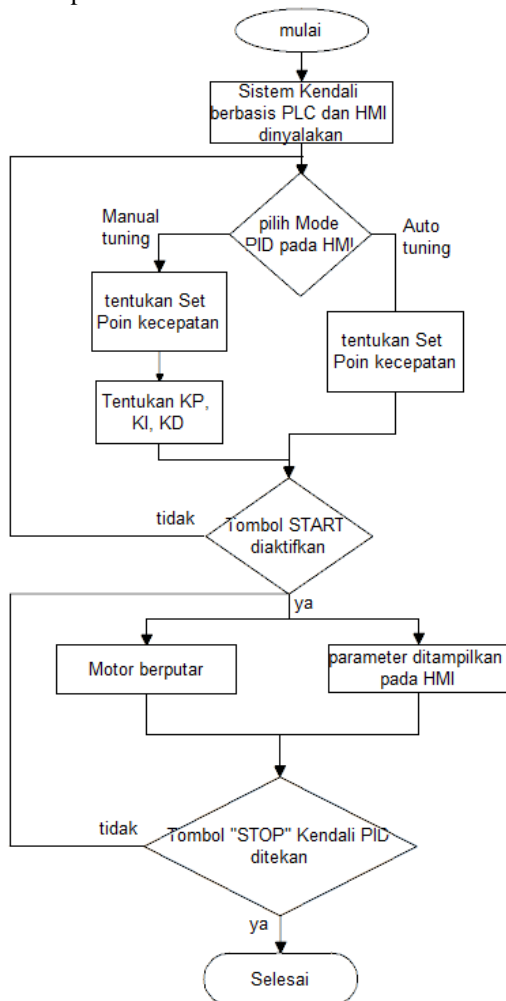 mulai
Sistem Kendali
berbasis PLC dan HMI
dinyalakan
pilih Mode
PID pada HMI
Manual
tuning
Auto
tuning
tentukan Set
Poin kecepatan
tentukan Set
Poin kecepatan
Tentukan KP,
KI, KD
tidak
Tombol START
diaktifkan
ya
Motor berputar
parameter ditampilkan
pada HMI
tidak
Tombol "STOP" Kendali PID
ditekan
ya
Selesai